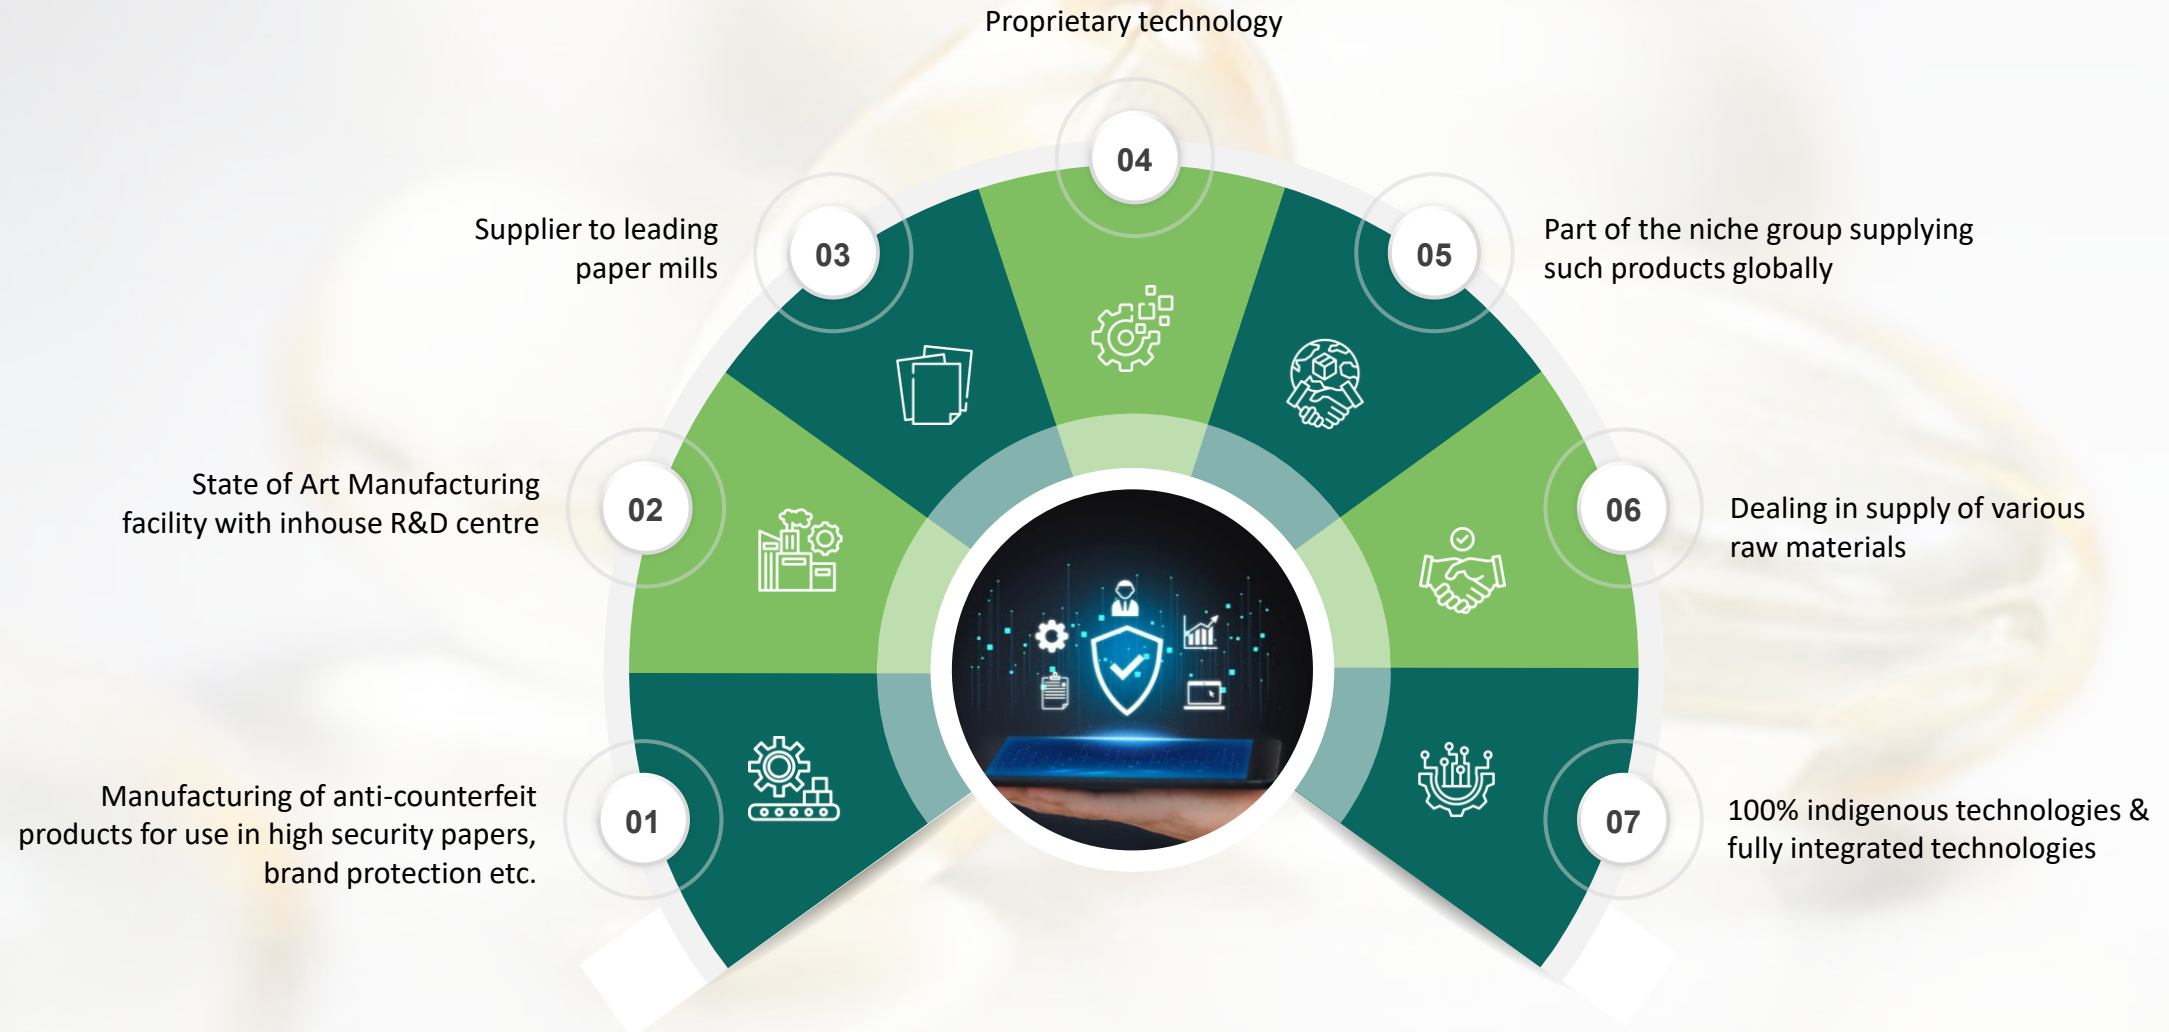 Proprietary technology
04
03
Supplier to leading
paper mills
05
Part of the niche group supplying
such products globally
02
State of Art Manufacturing
facility with inhouse R&D centre
06
Dealing in supply of various
raw materials
01
Manufacturing of anti-counterfeit
products for use in high security papers,
brand protection etc.
07
100% indigenous technologies &
fully integrated technologies